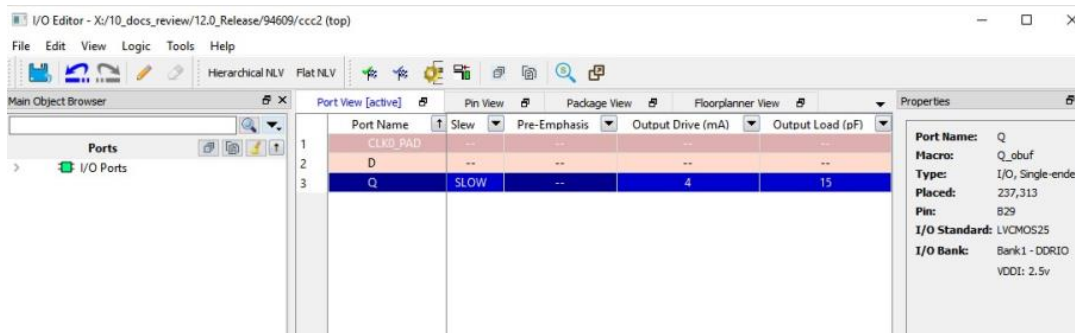 I/O Editor - X:/10_docs_review/12.0_Release/94609/ccc2 (top)
File Edit View Logic Tools Help
Hierarchical NLV Flat NLV
Main Object Browser
Port View [active] Pin View Package View Floorplanner View
Properties
Ports
I/O Ports
Port Name Slew Pre-Emphasis Output Drive (mA) Output Load (pF)
1 CLK0_PAD -- -- -- --
2 D -- -- -- --
3 Q SLOW -- 4 15
Port Name: Q
Macro: Q_obuf
Type: I/O, Single-ende
Placed: 237,313
Pin: B29
I/O Standard: LVCMOS25
I/O Bank: Bank1 - DDRIO
VDDI: 2.5v